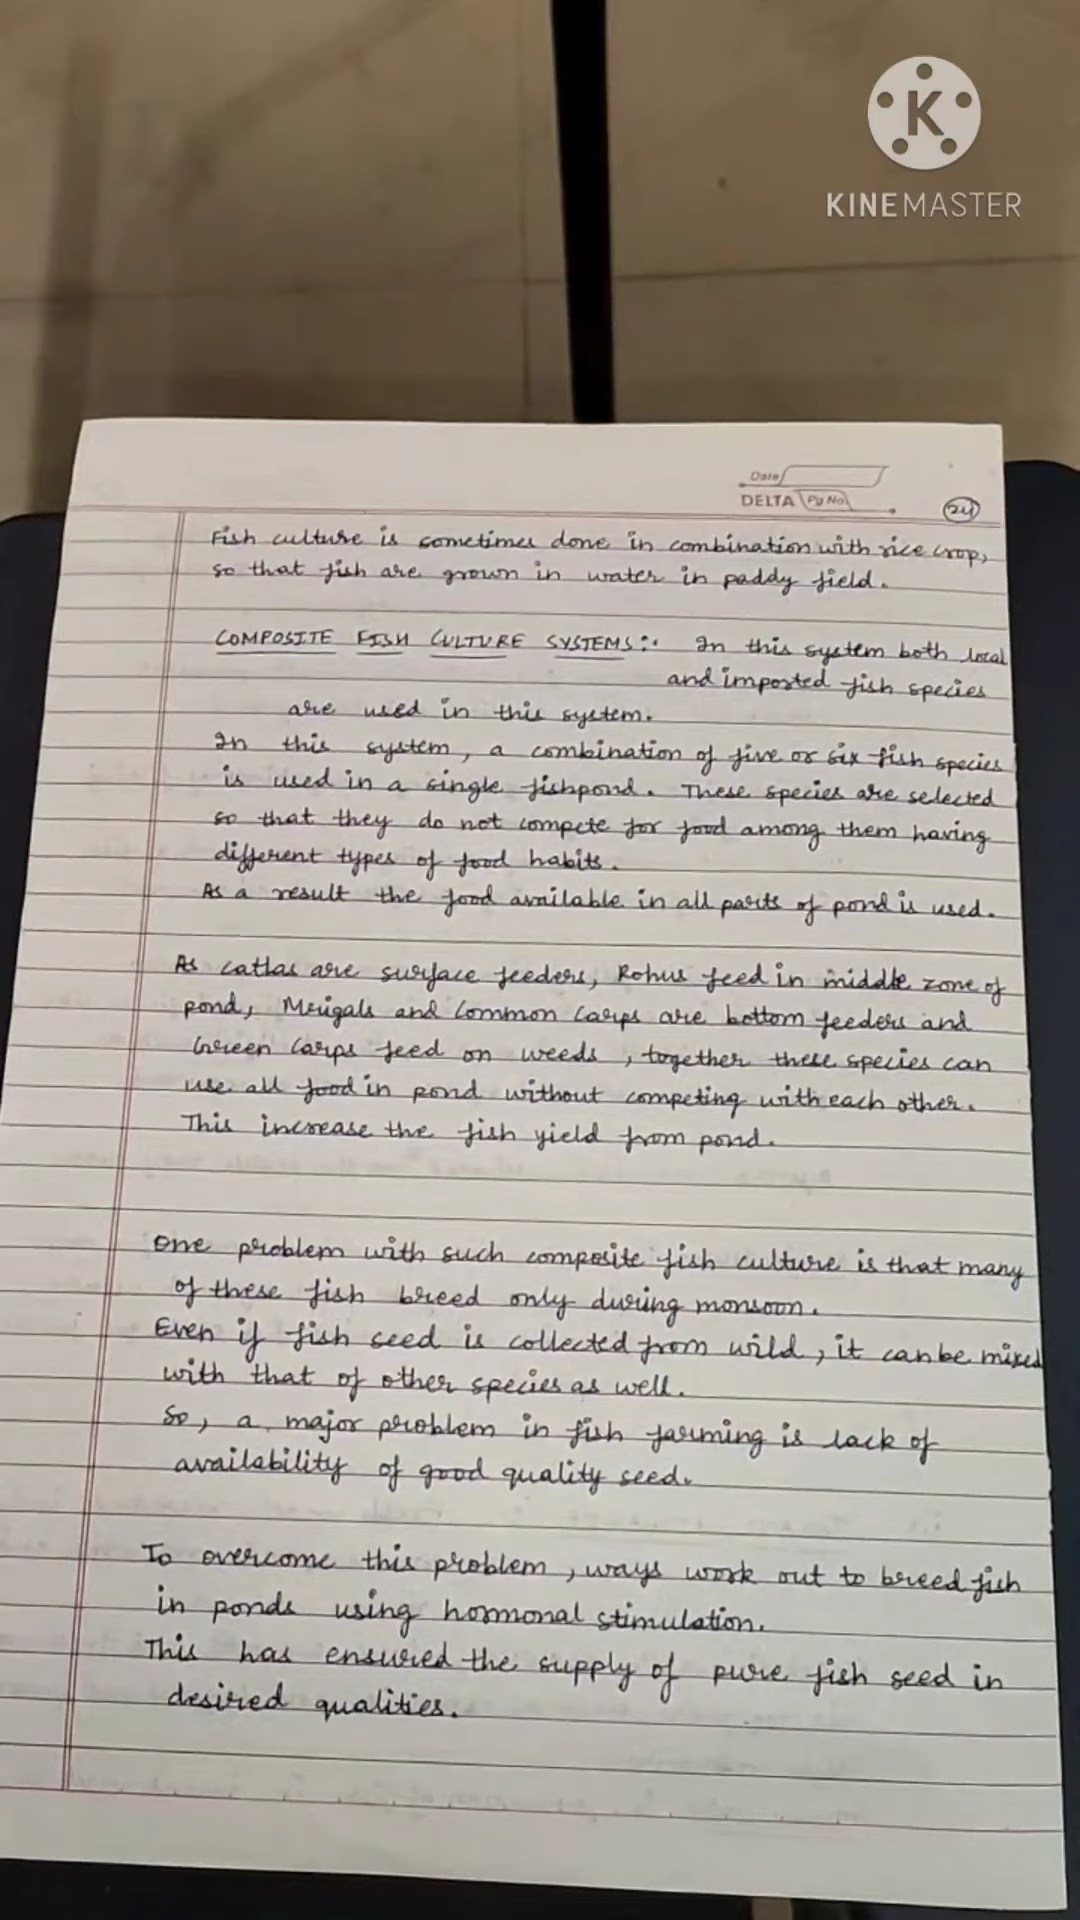 KINEMASTER
Date
DELTA Pg No
24
Fish culture is sometimes done in combination with rice crop,
so that fish are grown in water in paddy field.
COMPOSITE FISH CULTURE SYSTEMS:. In this system both local
and imported fish species
are used in this system.
In this system, a combination of five or six fish species
is used in a single fishpond. These species are selected
so that they do not compete for food among them having
different types of food habits.
As a result the food available in all parts of pond is used.
As catlas are surface feeders, Rohus feed in middle zone of
pond, Mrigals and Common Carps are bottom feeders and
Green Carps feed on weeds, together these species can
use all food in pond without competing with each other.
This increase the fish yield from pond.
One problem with such composite fish culture is that many
of these fish breed only during monsoon.
Even if fish seed is collected from wild, it can be mixed
with that of other species as well.
So, a major problem in fish farming is lack of
availability of good quality seed.
To overcome this problem, ways work out to breed fish
in ponds using hormonal stimulation.
This has ensured the supply of pure fish seed in
desired qualities.